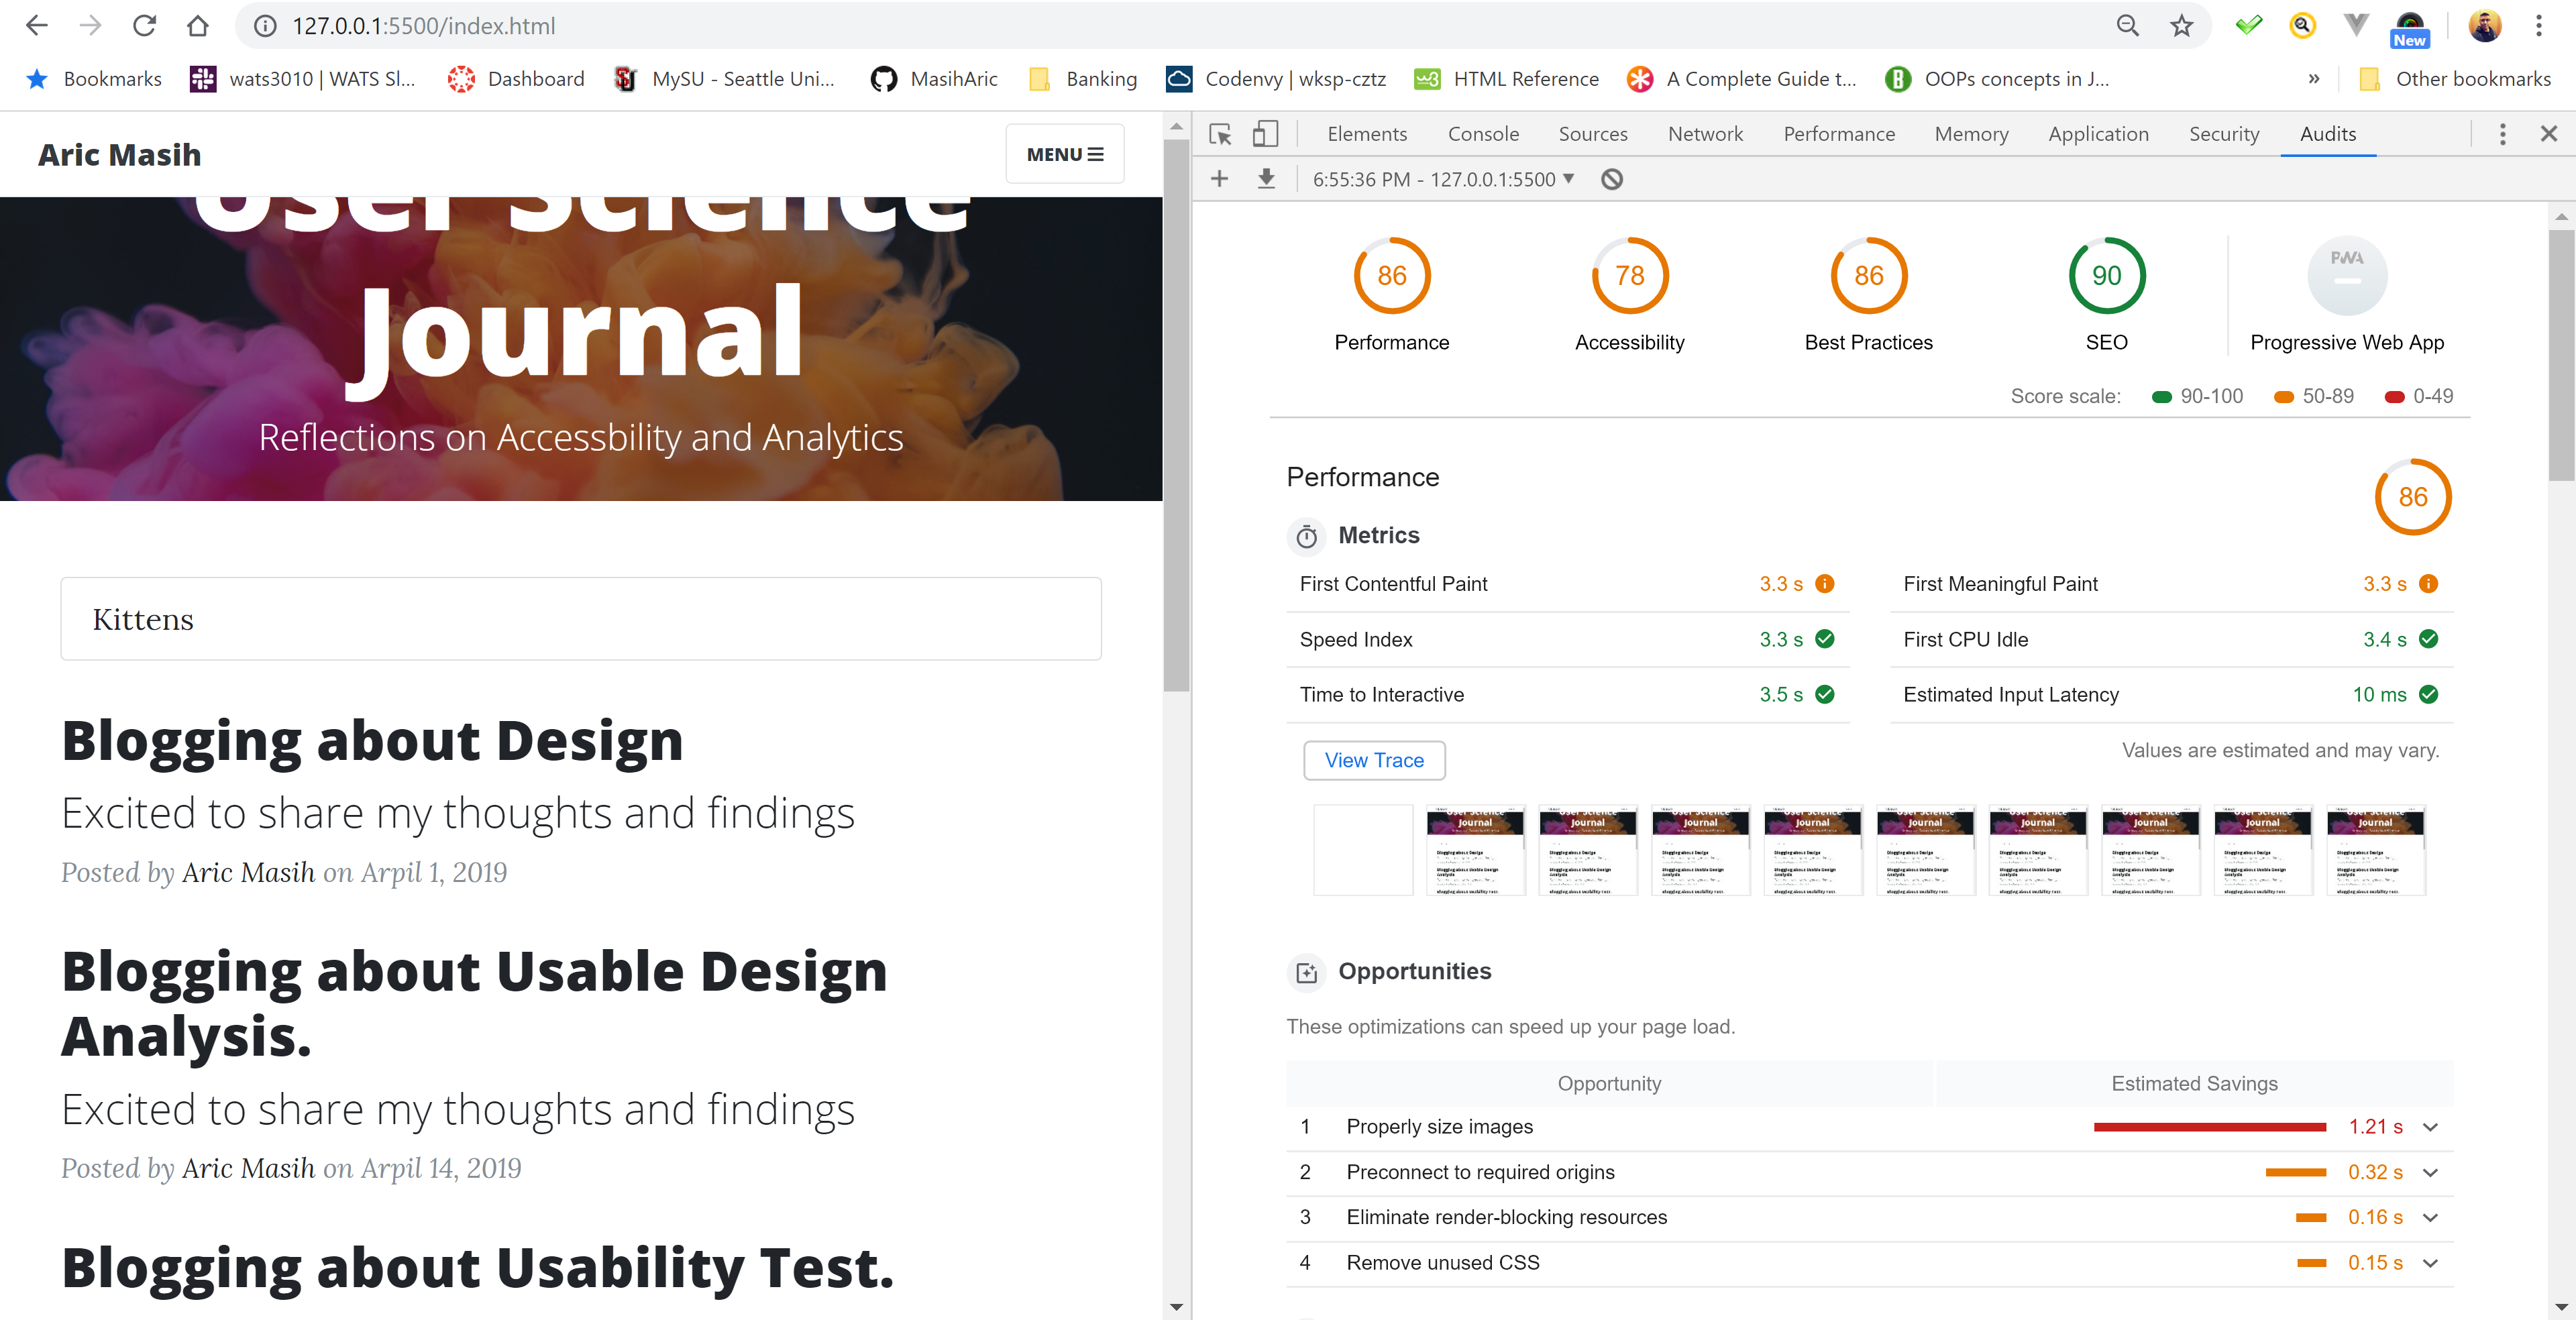 127.0.0.1:5500/index.html
New
Bookmarks
wats3010 | WATS Sl...
Dashboard
MySU - Seattle Uni...
MasihAric
Banking
Codenvy | wksp-cztz
HTML Reference
A Complete Guide t...
OOPs concepts in J...
»
Other bookmarks
Aric Masih
MENU
User Science
Journal
Reflections on Accessbility and Analytics
Kittens
Blogging about Design
Excited to share my thoughts and findings
Posted by Aric Masih on Arpil 1, 2019
Blogging about Usable Design
Analysis.
Excited to share my thoughts and findings
Posted by Aric Masih on Arpil 14, 2019
Blogging about Usability Test.
Elements Console Sources Network Performance Memory Application Security Audits
6:55:36 PM - 127.0.0.1:5500
86 78 86 90 PWA
Performance Accessibility Best Practices SEO Progressive Web App
Score scale: 90-100 50-89 0-49
Performance
86
Metrics
First Contentful Paint 3.3 s
First Meaningful Paint 3.3 s
Speed Index 3.3 s
First CPU Idle 3.4 s
Time to Interactive 3.5 s
Estimated Input Latency 10 ms
View Trace
Values are estimated and may vary.
Opportunities
These optimizations can speed up your page load.
Opportunity Estimated Savings
1 Properly size images 1.21 s
2 Preconnect to required origins 0.32 s
3 Eliminate render-blocking resources 0.16 s
4 Remove unused CSS 0.15 s